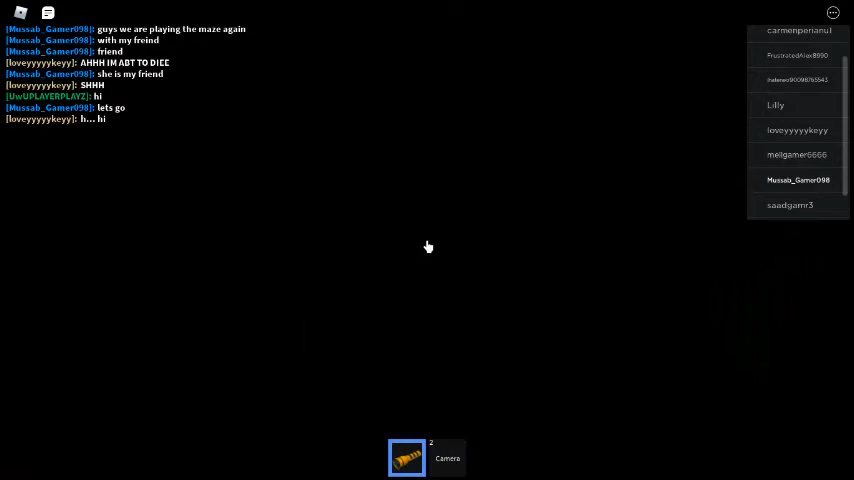 [Mussab_Gamer098]: guys we are playing the maze again
[Mussab_Gamer098]: with my freind
[Mussab_Gamer098]: friend
[loveyyyyykeyy]: AHHH IM ABT TO DIEE
[Mussab_Gamer098]: she is my friend
[loveyyyyykeyy]: SHHH
[UwUPLAYERPLAYZ]: hi
[Mussab_Gamer098]: lets go
[loveyyyyykeyy]: h... hi
FrustratedAlex8990
Lilly
loveyyyyykeyy
meligamer6666
Mussab_Gamer098
saadgamr3
2
Camera